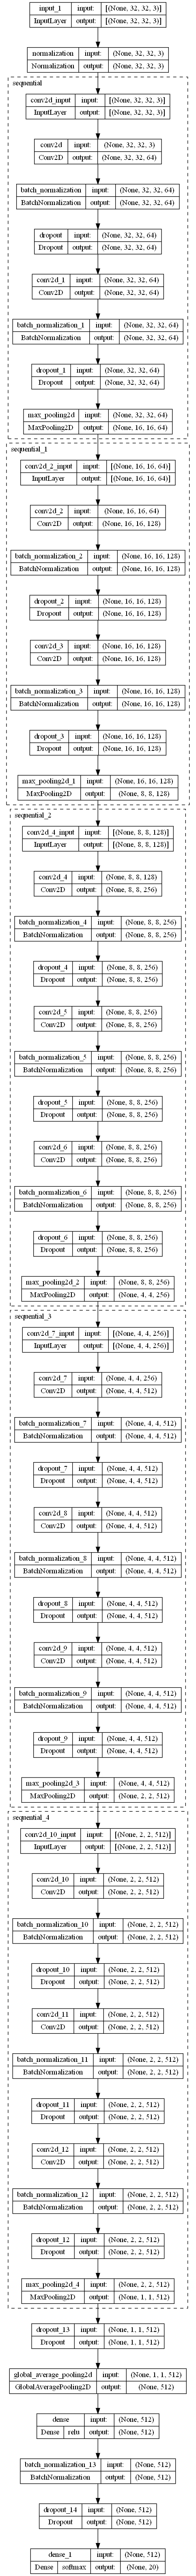 input_1 input: [(None, 32, 32, 3)]
InputLayer output: [(None, 32, 32, 3)]
normalization input: (None, 32, 32, 3)
Normalization output: (None, 32, 32, 3)
sequential
conv2d_input input: [(None, 32, 32, 3)]
InputLayer output: [(None, 32, 32, 3)]
conv2d input: (None, 32, 32, 3)
Conv2D output: (None, 32, 32, 64)
batch_normalization input: (None, 32, 32, 64)
BatchNormalization output: (None, 32, 32, 64)
dropout input: (None, 32, 32, 64)
Dropout output: (None, 32, 32, 64)
conv2d_1 input: (None, 32, 32, 64)
Conv2D output: (None, 32, 32, 64)
batch_normalization_1 input: (None, 32, 32, 64)
BatchNormalization output: (None, 32, 32, 64)
dropout_1 input: (None, 32, 32, 64)
Dropout output: (None, 32, 32, 64)
max_pooling2d input: (None, 32, 32, 64)
MaxPooling2D output: (None, 16, 16, 64)
sequential_1
conv2d_2_input input: [(None, 16, 16, 64)]
InputLayer output: [(None, 16, 16, 64)]
conv2d_2 input: (None, 16, 16, 64)
Conv2D output: (None, 16, 16, 128)
batch_normalization_2 input: (None, 16, 16, 128)
BatchNormalization output: (None, 16, 16, 128)
dropout_2 input: (None, 16, 16, 128)
Dropout output: (None, 16, 16, 128)
conv2d_3 input: (None, 16, 16, 128)
Conv2D output: (None, 16, 16, 128)
batch_normalization_3 input: (None, 16, 16, 128)
BatchNormalization output: (None, 16, 16, 128)
dropout_3 input: (None, 16, 16, 128)
Dropout output: (None, 16, 16, 128)
max_pooling2d_1 input: (None, 16, 16, 128)
MaxPooling2D output: (None, 8, 8, 128)
sequential_2
conv2d_4_input input: [(None, 8, 8, 128)]
InputLayer output: [(None, 8, 8, 128)]
conv2d_4 input: (None, 8, 8, 128)
Conv2D output: (None, 8, 8, 256)
batch_normalization_4 input: (None, 8, 8, 256)
BatchNormalization output: (None, 8, 8, 256)
dropout_4 input: (None, 8, 8, 256)
Dropout output: (None, 8, 8, 256)
conv2d_5 input: (None, 8, 8, 256)
Conv2D output: (None, 8, 8, 256)
batch_normalization_5 input: (None, 8, 8, 256)
BatchNormalization output: (None, 8, 8, 256)
dropout_5 input: (None, 8, 8, 256)
Dropout output: (None, 8, 8, 256)
conv2d_6 input: (None, 8, 8, 256)
Conv2D output: (None, 8, 8, 256)
batch_normalization_6 input: (None, 8, 8, 256)
BatchNormalization output: (None, 8, 8, 256)
dropout_6 input: (None, 8, 8, 256)
Dropout output: (None, 8, 8, 256)
max_pooling2d_2 input: (None, 8, 8, 256)
MaxPooling2D output: (None, 4, 4, 256)
sequential_3
conv2d_7_input input: [(None, 4, 4, 256)]
InputLayer output: [(None, 4, 4, 256)]
conv2d_7 input: (None, 4, 4, 256)
Conv2D output: (None, 4, 4, 512)
batch_normalization_7 input: (None, 4, 4, 512)
BatchNormalization output: (None, 4, 4, 512)
dropout_7 input: (None, 4, 4, 512)
Dropout output: (None, 4, 4, 512)
conv2d_8 input: (None, 4, 4, 512)
Conv2D output: (None, 4, 4, 512)
batch_normalization_8 input: (None, 4, 4, 512)
BatchNormalization output: (None, 4, 4, 512)
dropout_8 input: (None, 4, 4, 512)
Dropout output: (None, 4, 4, 512)
conv2d_9 input: (None, 4, 4, 512)
Conv2D output: (None, 4, 4, 512)
batch_normalization_9 input: (None, 4, 4, 512)
BatchNormalization output: (None, 4, 4, 512)
dropout_9 input: (None, 4, 4, 512)
Dropout output: (None, 4, 4, 512)
max_pooling2d_3 input: (None, 4, 4, 512)
MaxPooling2D output: (None, 2, 2, 512)
sequential_4
conv2d_10_input input: [(None, 2, 2, 512)]
InputLayer output: [(None, 2, 2, 512)]
conv2d_10 input: (None, 2, 2, 512)
Conv2D output: (None, 2, 2, 512)
batch_normalization_10 input: (None, 2, 2, 512)
BatchNormalization output: (None, 2, 2, 512)
dropout_10 input: (None, 2, 2, 512)
Dropout output: (None, 2, 2, 512)
conv2d_11 input: (None, 2, 2, 512)
Conv2D output: (None, 2, 2, 512)
batch_normalization_11 input: (None, 2, 2, 512)
BatchNormalization output: (None, 2, 2, 512)
dropout_11 input: (None, 2, 2, 512)
Dropout output: (None, 2, 2, 512)
conv2d_12 input: (None, 2, 2, 512)
Conv2D output: (None, 2, 2, 512)
batch_normalization_12 input: (None, 2, 2, 512)
BatchNormalization output: (None, 2, 2, 512)
dropout_12 input: (None, 2, 2, 512)
Dropout output: (None, 2, 2, 512)
max_pooling2d_4 input: (None, 2, 2, 512)
MaxPooling2D output: (None, 1, 1, 512)
dropout_13 input: (None, 1, 1, 512)
Dropout output: (None, 1, 1, 512)
global_average_pooling2d input: (None, 1, 1, 512)
GlobalAveragePooling2D output: (None, 512)
dense input: (None, 512)
Dense relu output: (None, 512)
batch_normalization_13 input: (None, 512)
BatchNormalization output: (None, 512)
dropout_14 input: (None, 512)
Dropout output: (None, 512)
dense_1 input: (None, 512)
Dense softmax output: (None, 20)